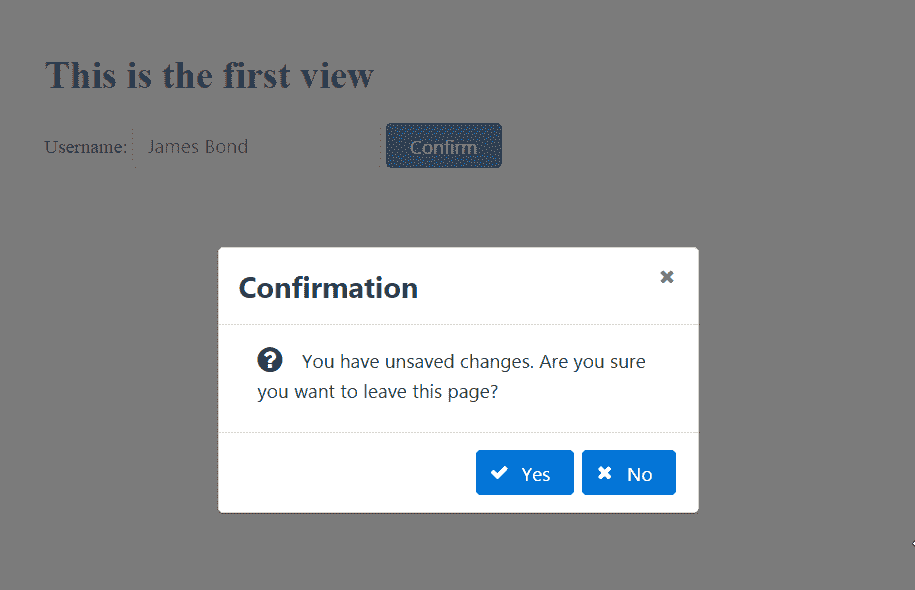 This is the first view
Username: James Bond Confirm
Confirmation
You have unsaved changes. Are you sure
you want to leave this page?
Yes No